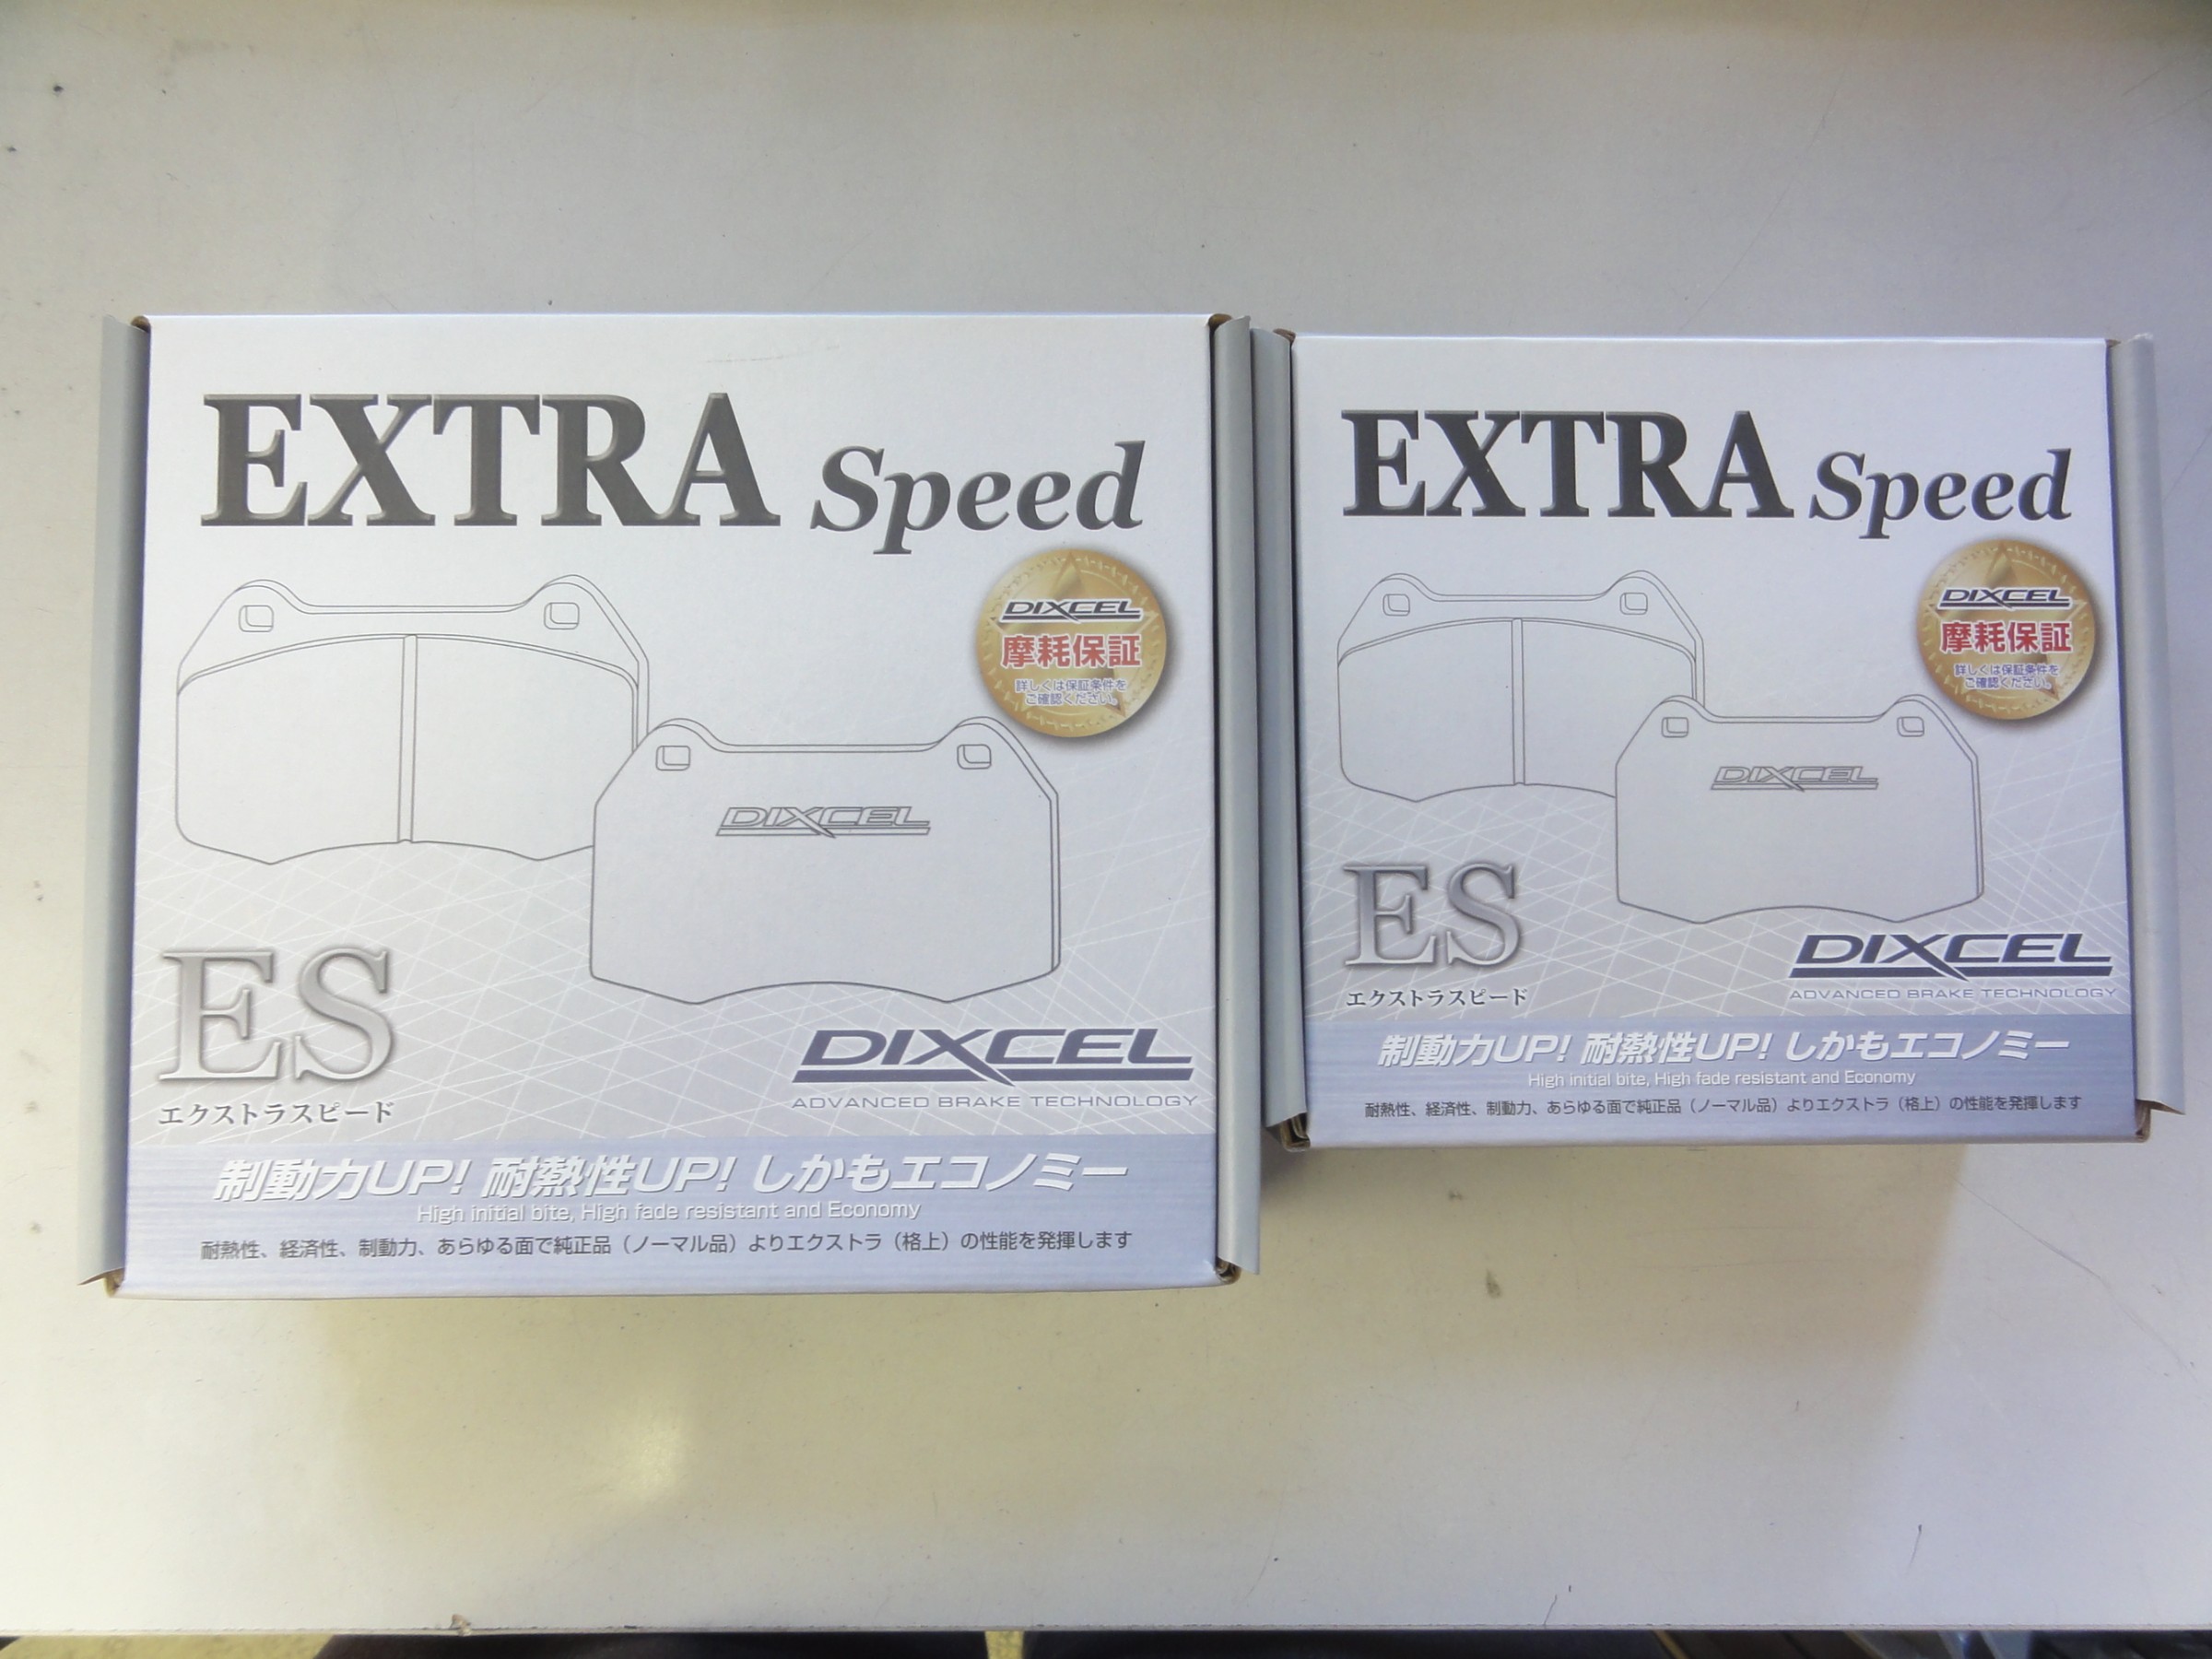 EXTRA Speed
DIXCEL
摩耗保証
詳しくは保証条件を
ご確認ください。
DIXCEL
ES
エクストラスピード
DIXCEL
ADVANCED BRAKE TECHNOLOGY
制動力UP! 耐熱性UP! しかもエコノミー
High initial bite, High fade resistant and Economy
耐熱性、経済性、制動力、あらゆる面で純正品（ノーマル品）よりエクストラ（格上）の性能を発揮します
EXTRA Speed
DIXCEL
摩耗保証
詳しくは保証条件を
ご確認ください。
DIXCEL
ES
エクストラスピード
DIXCEL
ADVANCED BRAKE TECHNOLOGY
制動力UP! 耐熱性UP! しかもエコノミー
High initial bite, High fade resistant and Economy
耐熱性、経済性、制動力、あらゆる面で純正品（ノーマル品）よりエクストラ（格上）の性能を発揮します